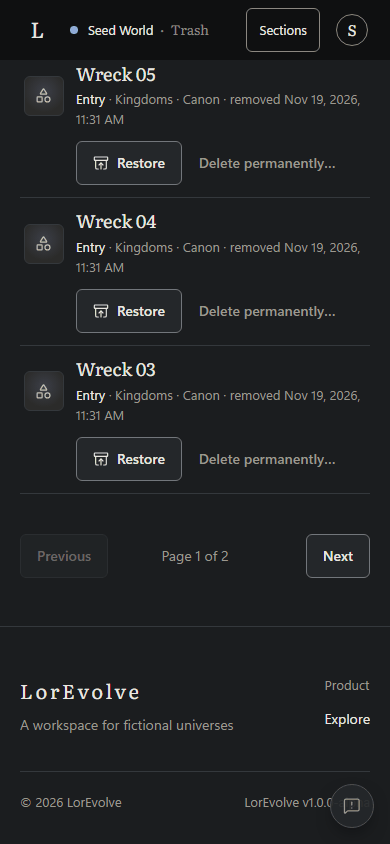 L
Seed World · Trash
Sections
S
Wreck 05
Entry · Kingdoms · Canon · removed Nov 19, 2026,
11:31 AM
Restore
Delete permanently...
Wreck 04
Entry · Kingdoms · Canon · removed Nov 19, 2026,
11:31 AM
Restore
Delete permanently...
Wreck 03
Entry · Kingdoms · Canon · removed Nov 19, 2026,
11:31 AM
Restore
Delete permanently...
Previous
Page 1 of 2
Next
LorEvolve
Product
A workspace for fictional universes
Explore
© 2026 LorEvolve
LorEvolve